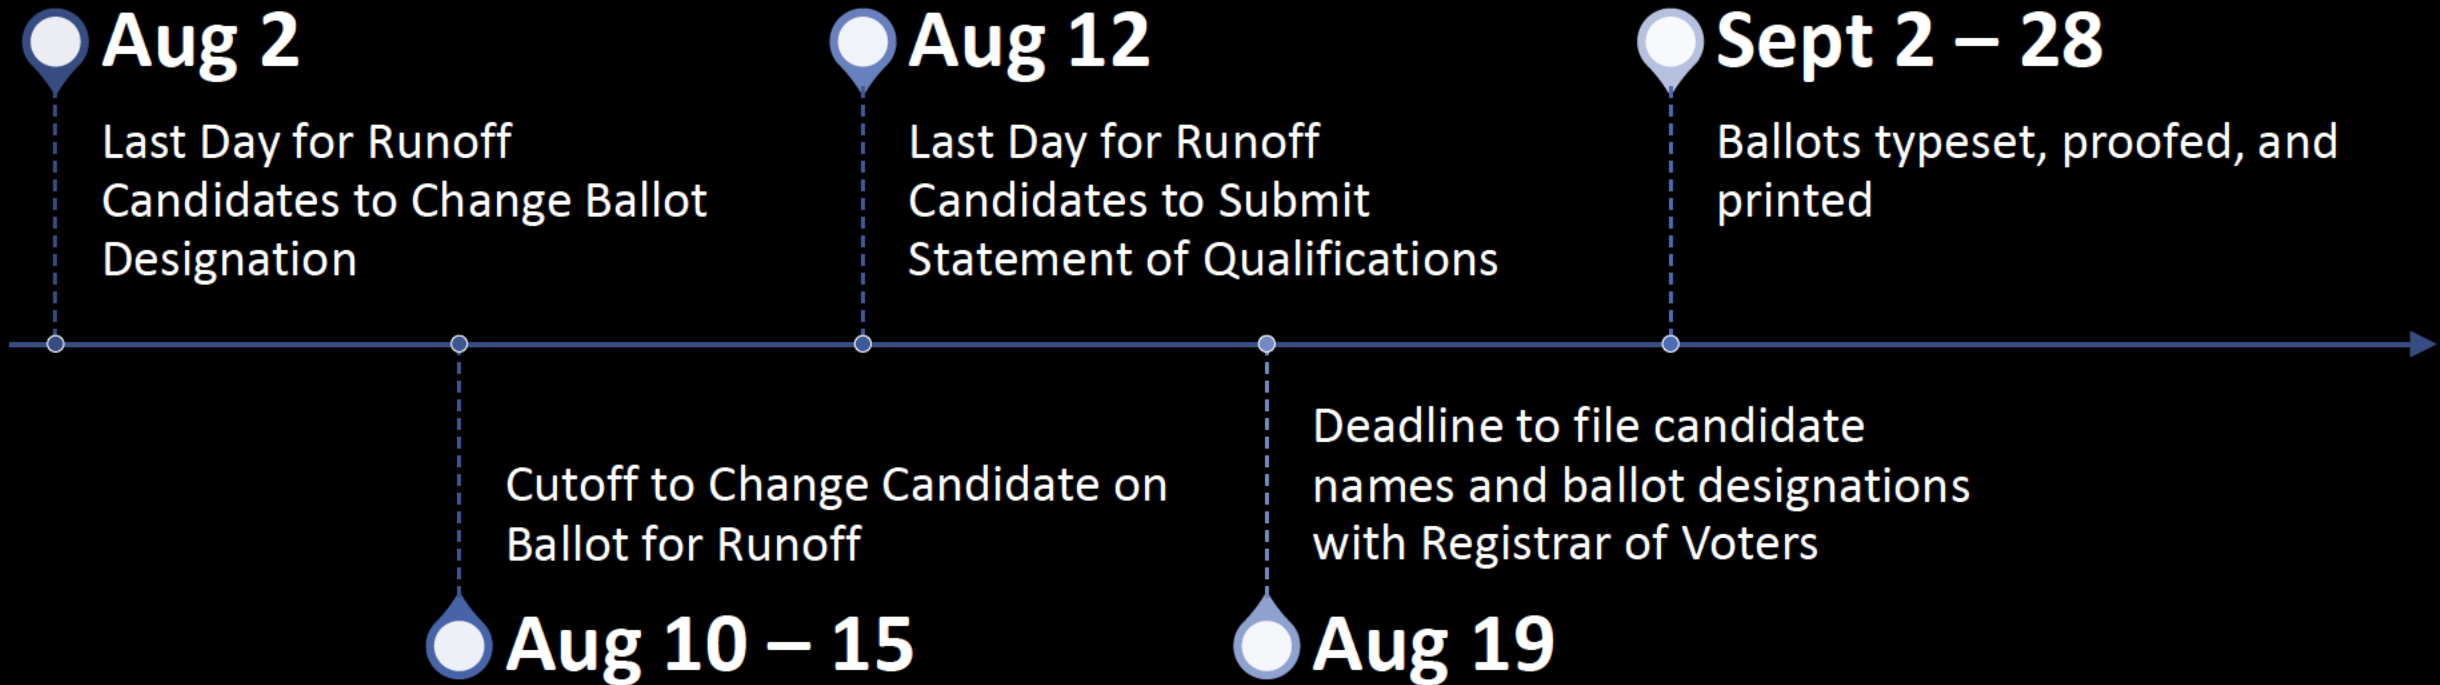 Aug 2
Last Day for Runoff
Candidates to Change Ballot
Designation
Cutoff to Change Candidate on
Ballot for Runoff
Aug 10 – 15
Aug 12
Last Day for Runoff
Candidates to Submit
Statement of Qualifications
Deadline to file candidate
names and ballot designations
with Registrar of Voters
Aug 19
Sept 2 – 28
Ballots typeset, proofed, and
printed